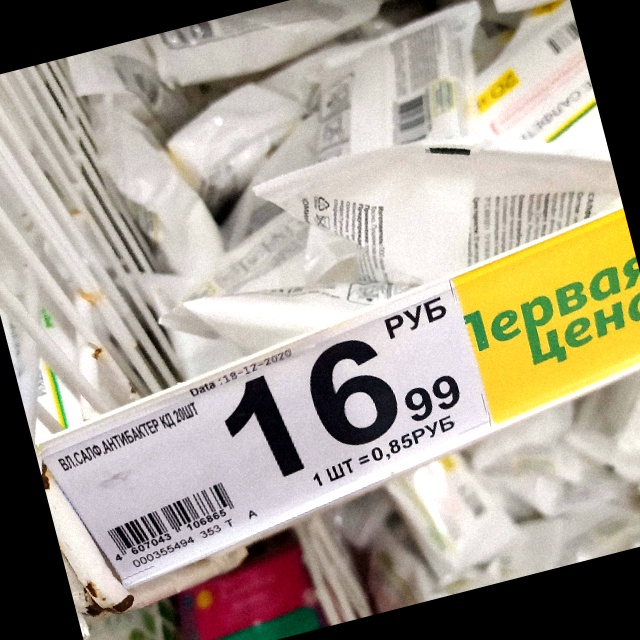 Data :18-12-2020
РУБ
ВЛ.САЛФ.АНТИБАКТЕР КД 20ШТ
16 99
1 ШТ =0,85РУБ
4 607043 106865
000355494 353 Т А
Первая
Цена